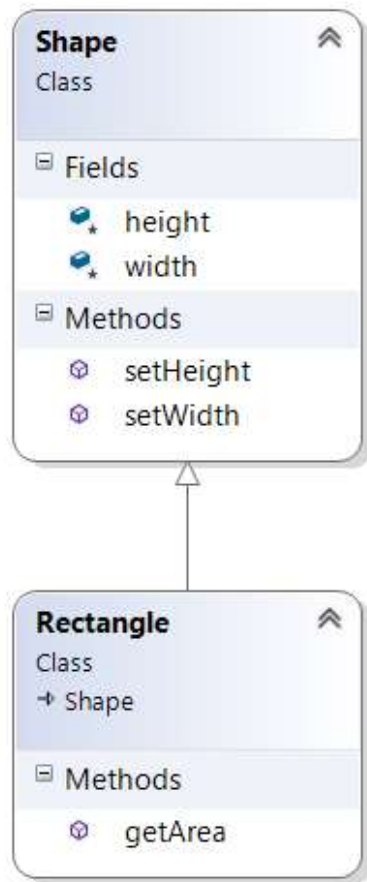 Shape
Class
Fields
height
width
Methods
setHeight
setWidth
Rectangle
Class
Shape
Methods
getArea